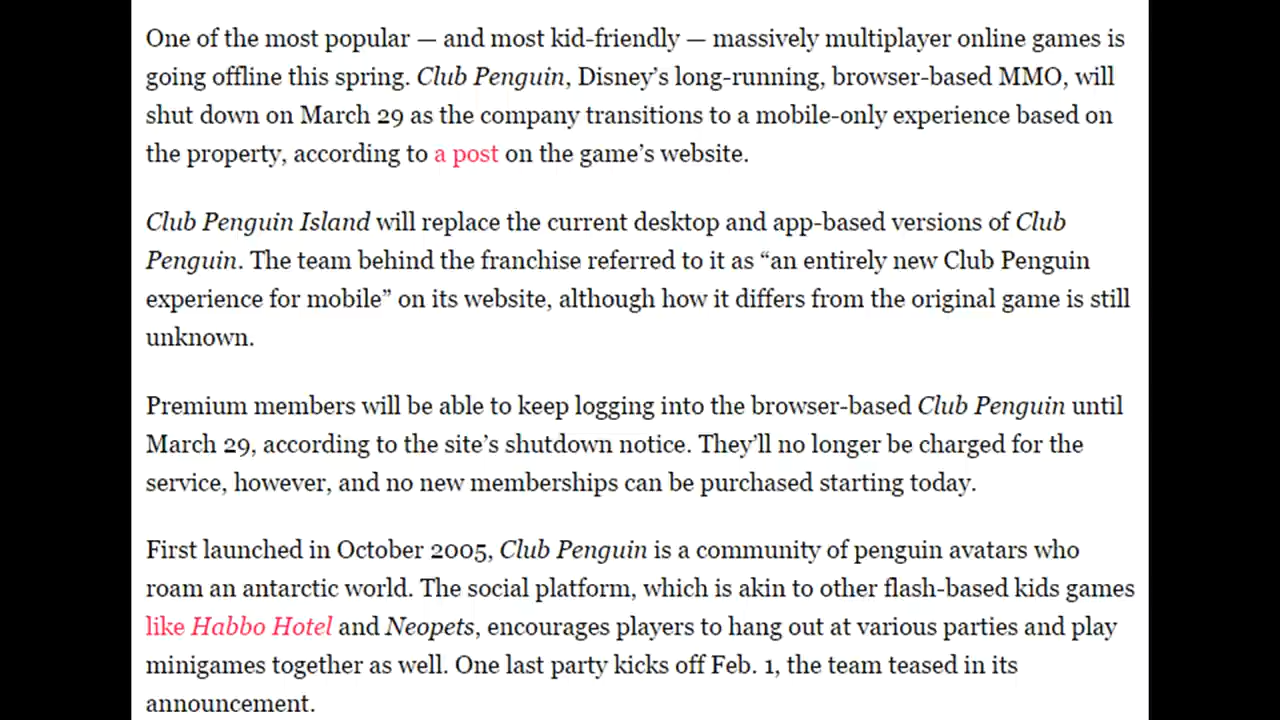 One of the most popular — and most kid-friendly — massively multiplayer online games is
going offline this spring. Club Penguin, Disney’s long-running, browser-based MMO, will
shut down on March 29 as the company transitions to a mobile-only experience based on
the property, according to a post on the game’s website.
Club Penguin Island will replace the current desktop and app-based versions of Club
Penguin. The team behind the franchise referred to it as “an entirely new Club Penguin
experience for mobile” on its website, although how it differs from the original game is still
unknown.
Premium members will be able to keep logging into the browser-based Club Penguin until
March 29, according to the site’s shutdown notice. They’ll no longer be charged for the
service, however, and no new memberships can be purchased starting today.
First launched in October 2005, Club Penguin is a community of penguin avatars who
roam an antarctic world. The social platform, which is akin to other flash-based kids games
like Habbo Hotel and Neopets, encourages players to hang out at various parties and play
minigames together as well. One last party kicks off Feb. 1, the team teased in its
announcement.